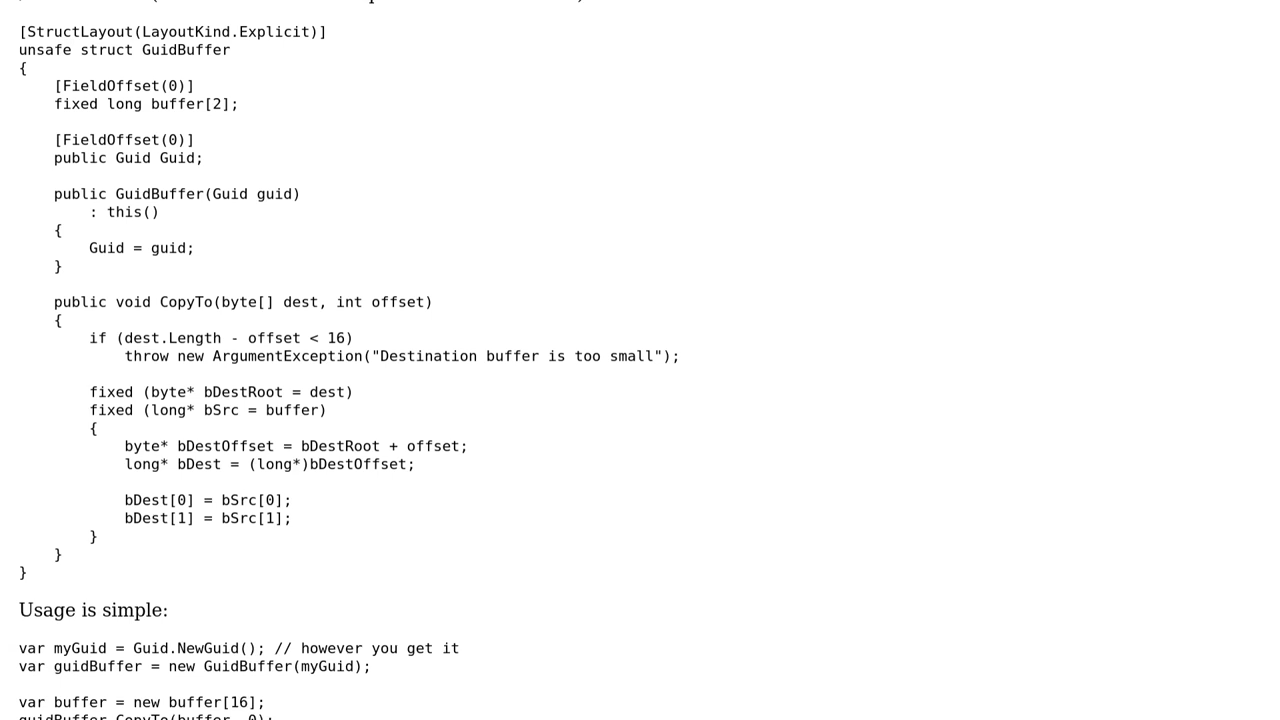 [StructLayout(LayoutKind.Explicit)]
unsafe struct GuidBuffer
{
    [FieldOffset(0)]
    fixed long buffer[2];

    [FieldOffset(0)]
    public Guid Guid;

    public GuidBuffer(Guid guid)
        : this()
    {
        Guid = guid;
    }

    public void CopyTo(byte[] dest, int offset)
    {
        if (dest.Length - offset < 16)
            throw new ArgumentException("Destination buffer is too small");

        fixed (byte* bDestRoot = dest)
        fixed (long* bSrc = buffer)
        {
            byte* bDestOffset = bDestRoot + offset;
            long* bDest = (long*)bDestOffset;

            bDest[0] = bSrc[0];
            bDest[1] = bSrc[1];
        }
    }
}
Usage is simple:
var myGuid = Guid.NewGuid(); // however you get it
var guidBuffer = new GuidBuffer(myGuid);

var buffer = new buffer[16];
guidBuffer.CopyTo(buffer, 0);